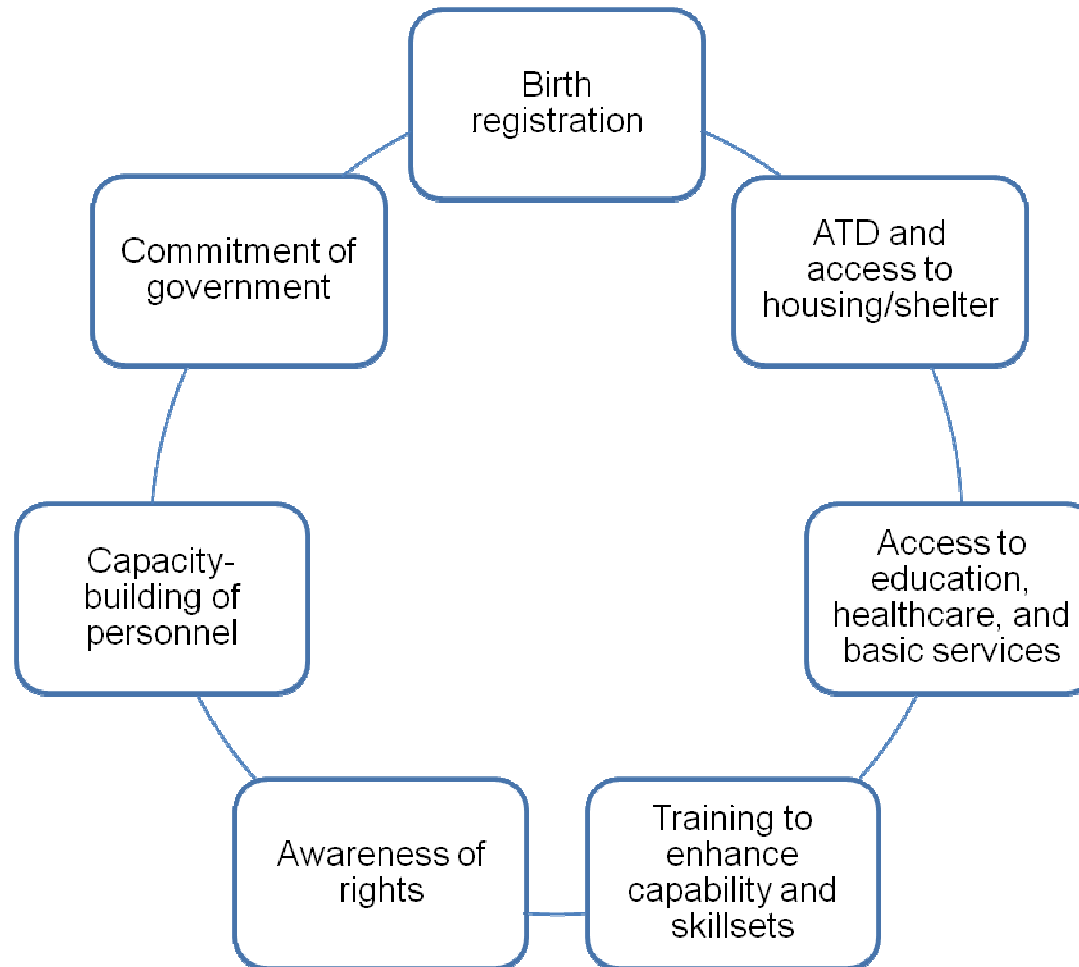 Birth
registration
ATD and
access to
housing/shelter
Access to
education,
healthcare, and
basic services
Training to
enhance
capability and
skillsets
Awareness of
rights
Capacity-
building of
personnel
Commitment of
government